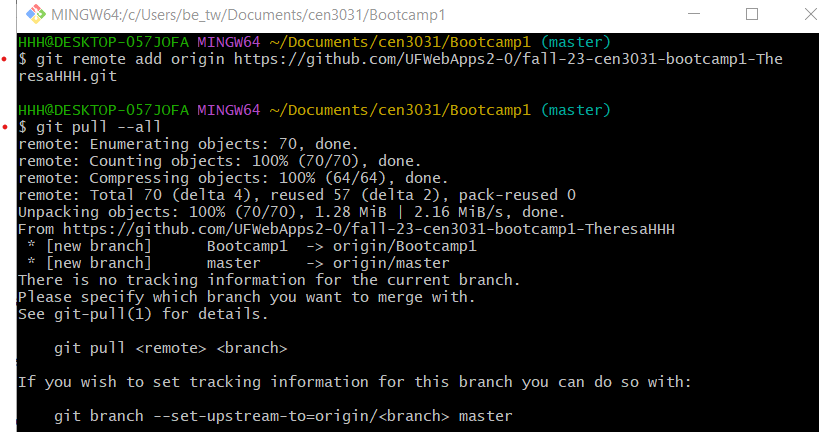 MINGW64:/c/Users/be_tw/Documents/cen3031/Bootcamp1
HHH@DESKTOP-057JOFA MINGW64 ~/Documents/cen3031/Bootcamp1 (master)
$ git remote add origin https://github.com/UFWebApps2-0/fall-23-cen3031-bootcamp1-The
resaHHH.git
HHH@DESKTOP-057JOFA MINGW64 ~/Documents/cen3031/Bootcamp1 (master)
$ git pull --all
remote: Enumerating objects: 70, done.
remote: Counting objects: 100% (70/70), done.
remote: Compressing objects: 100% (64/64), done.
remote: Total 70 (delta 4), reused 57 (delta 2), pack-reused 0
Unpacking objects: 100% (70/70), 1.28 MiB | 2.16 MiB/s, done.
From https://github.com/UFWebApps2-0/fall-23-cen3031-bootcamp1-TheresaHHH
 * [new branch]      Bootcamp1  -> origin/Bootcamp1
 * [new branch]      master     -> origin/master
There is no tracking information for the current branch.
Please specify which branch you want to merge with.
See git-pull(1) for details.
    git pull <remote> <branch>
If you wish to set tracking information for this branch you can do so with:
    git branch --set-upstream-to=origin/<branch> master